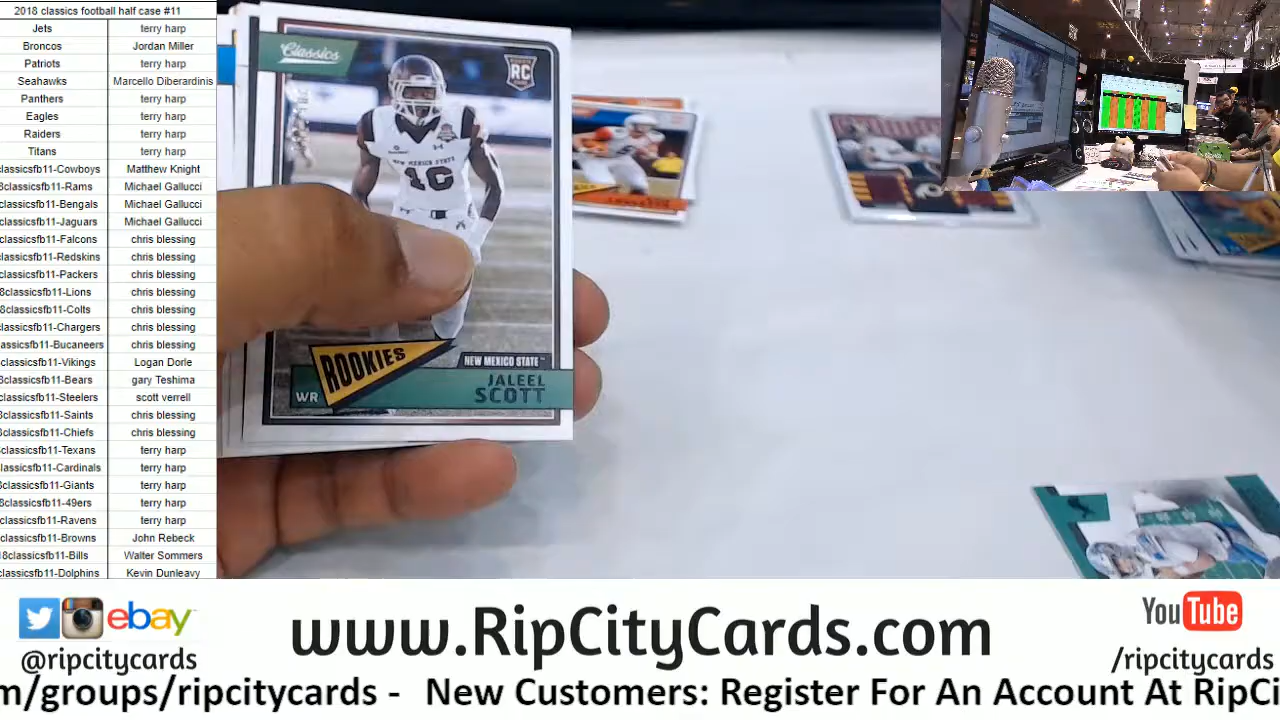 2018 classics football half case #11
Jets terry harp
Broncos Jordan Miller
Patriots terry harp
Seahawks Marcello Diberardinis
Panthers terry harp
Eagles terry harp
Raiders terry harp
Titans terry harp
classicsfb11-Cowboys Matthew Knight
8classicsfb11-Rams Michael Gallucci
classicsfb11-Bengals Michael Gallucci
classicsfb11-Jaguars Michael Gallucci
classicsfb11-Falcons chris blessing
classicsfb11-Redskins chris blessing
classicsfb11-Packers chris blessing
8classicsfb11-Lions chris blessing
8classicsfb11-Colts chris blessing
classicsfb11-Chargers chris blessing
assicsfb11-Bucaneers chris blessing
classicsfb11-Vikings Logan Dorle
8classicsfb11-Bears gary Teshima
classicsfb11-Steelers scott verrell
classicsfb11-Saints chris blessing
classicsfb11-Chiefs chris blessing
classicsfb11-Texans terry harp
classicsfb11-Cardinals terry harp
classicsfb11-Giants terry harp
8classicsfb11-49ers terry harp
classicsfb11-Ravens terry harp
classicsfb11-Browns John Rebeck
18classicsfb11-Bills Walter Sommers
classicsfb11-Dolphins Kevin Dunleavy
Classics
RC
NEW MEXICO STATE
16
ROOKIES
NEW MEXICO STATE
WR
JALEEL
SCOTT
ebay
@ripcitycards
www.RipCityCards.com
YouTube
/ripcitycards
m/groups/ripcitycards - New Customers: Register For An Account At RipCi